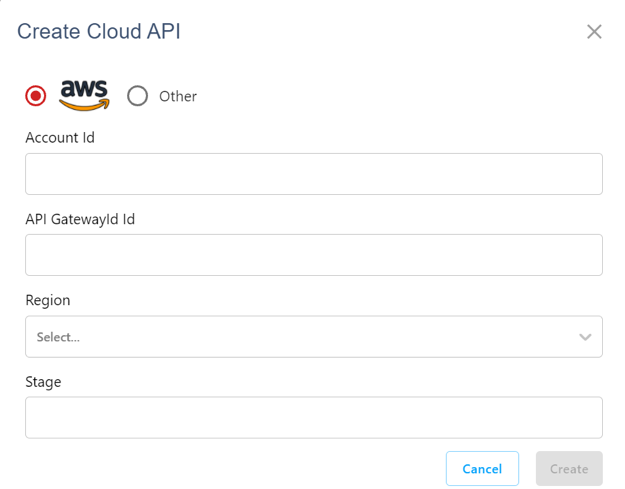 Create Cloud API
aws Other
Account Id
API GatewayId Id
Region
Select...
Stage
Cancel Create